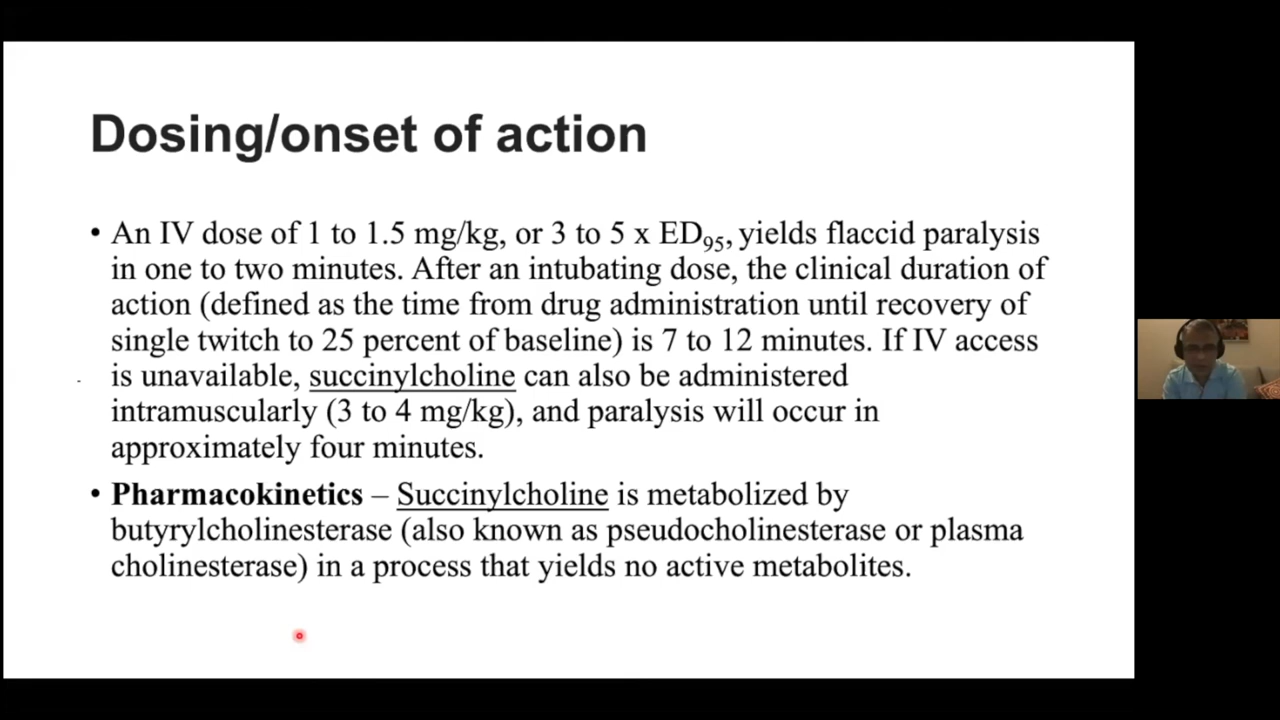 Dosing/onset of action
• An IV dose of 1 to 1.5 mg/kg, or 3 to 5 x ED95, yields flaccid paralysis
in one to two minutes. After an intubating dose, the clinical duration of
action (defined as the time from drug administration until recovery of
single twitch to 25 percent of baseline) is 7 to 12 minutes. If IV access
is unavailable, succinylcholine can also be administered
intramuscularly (3 to 4 mg/kg), and paralysis will occur in
approximately four minutes.
• Pharmacokinetics – Succinylcholine is metabolized by
butyrylcholinesterase (also known as pseudocholinesterase or plasma
cholinesterase) in a process that yields no active metabolites.